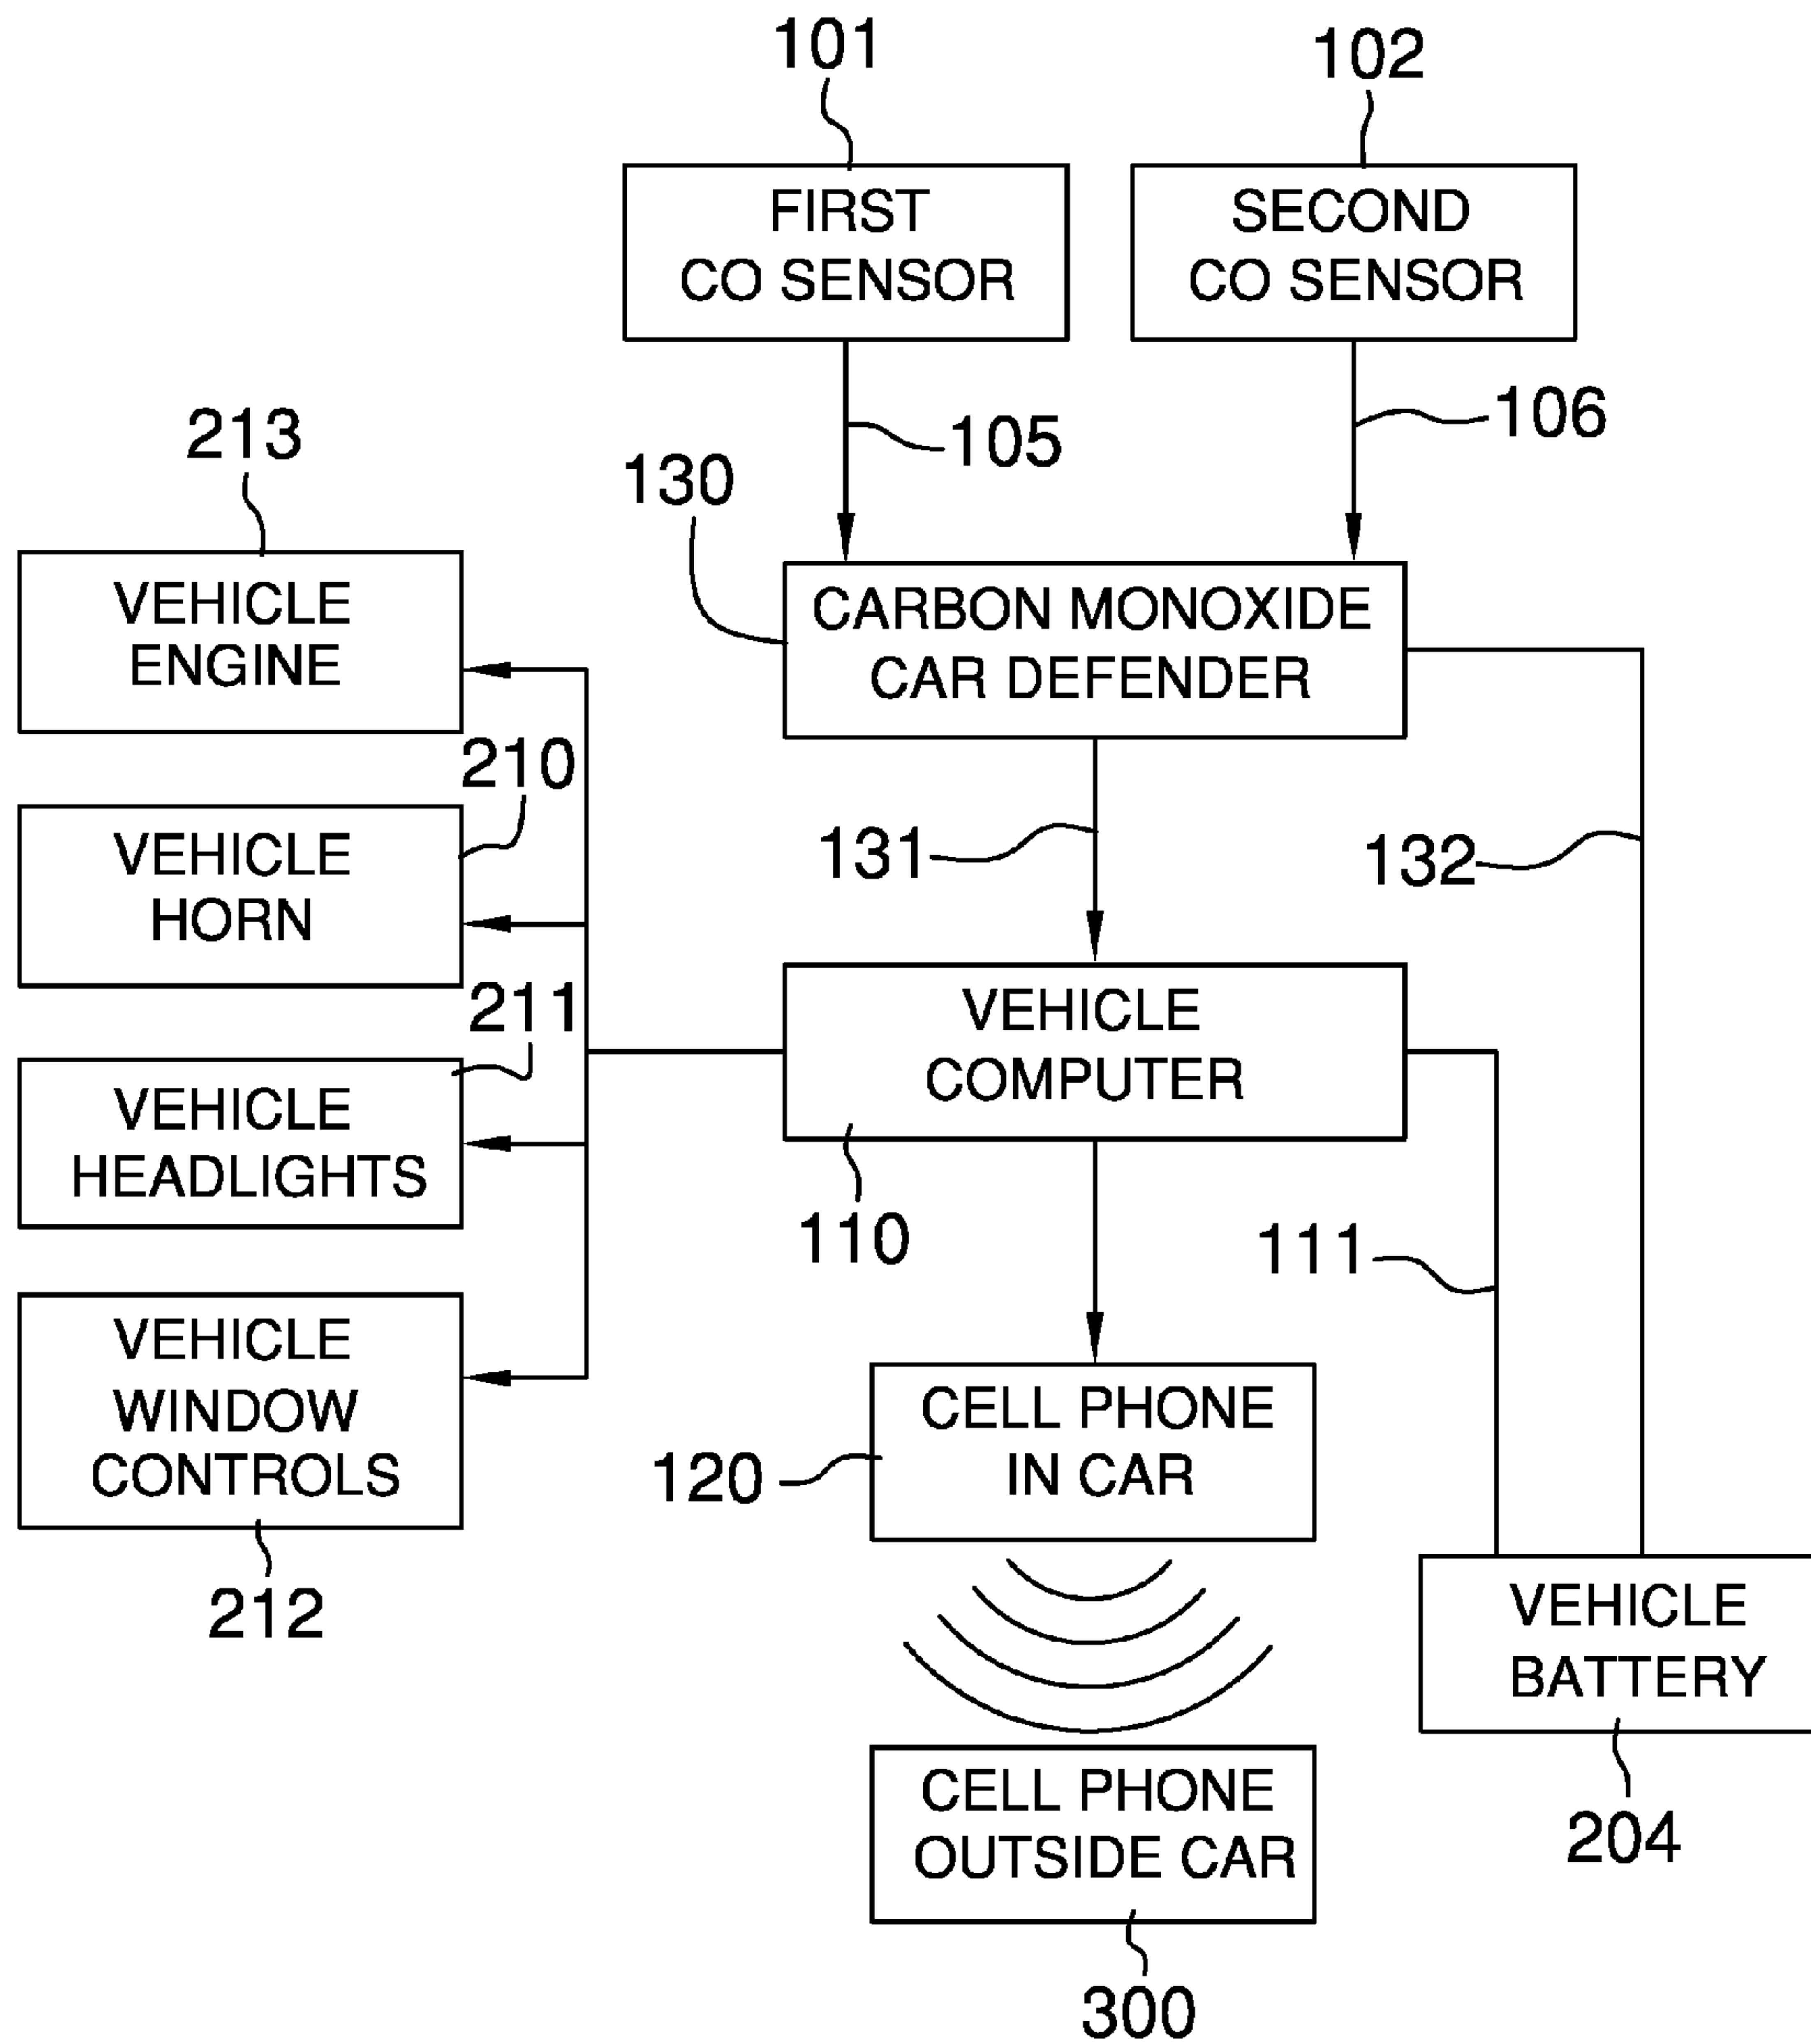 101
102
FIRST
CO SENSOR
SECOND
CO SENSOR
105
106
213
130
VEHICLE
ENGINE
CARBON MONOXIDE
CAR DEFENDER
210
VEHICLE
HORN
131
132
211
VEHICLE
HEADLIGHTS
VEHICLE
COMPUTER
110
111
VEHICLE
WINDOW
CONTROLS
212
CELL PHONE
IN CAR
120
VEHICLE
BATTERY
204
CELL PHONE
OUTSIDE CAR
300